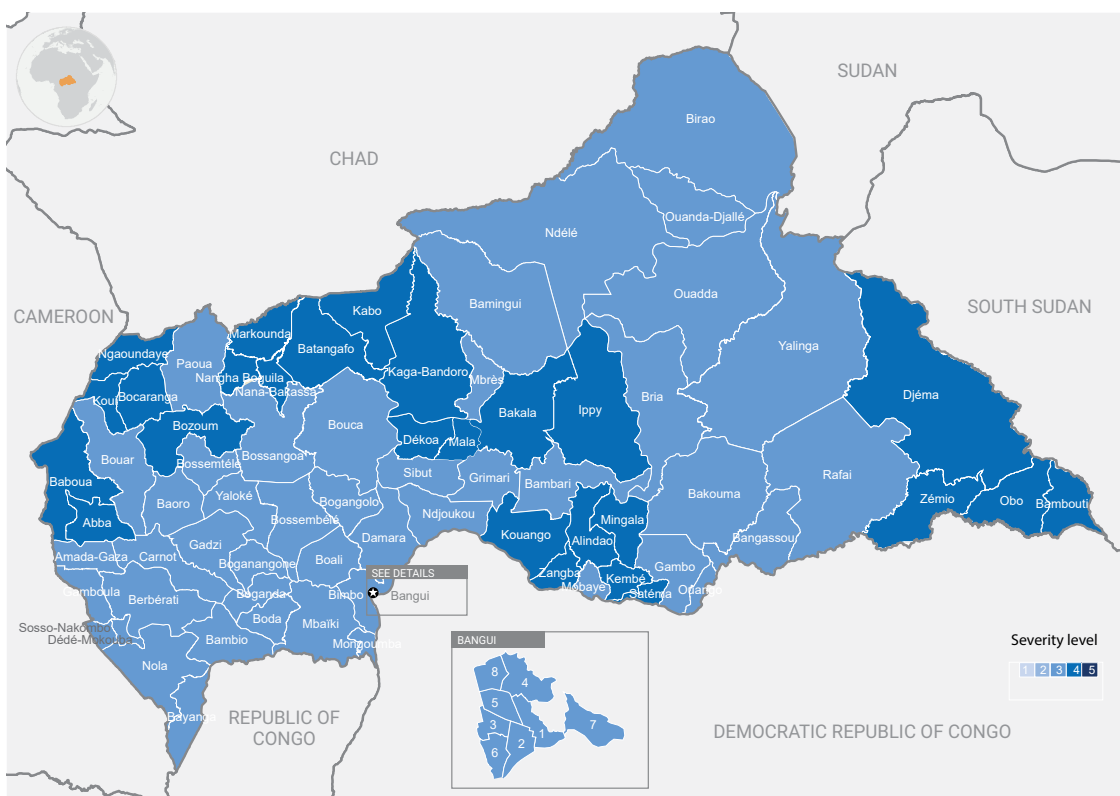 SUDAN
Birao
CHAD
Ouanda-Djallé
Ndélé
Ouadda
Bamingui
SOUTH SUDAN
CAMEROON
Kabo
Markounda
Batangafo
Yalinga
Ngaoundaye
Paoua
Kaga-Bandoro
Mbrès
Nangha Boguila
Nana-Bakassa
Koui
Bocaranga
Bria
Ippy
Djéma
Bakala
Bouca
Bozoum
Dékoa
Mala
Bouar
Bossemtélé
Bossangoa
Sibut
Grimari
Bambari
Rafai
Baboua
Bakouma
Yaloké
Baoro
Bogangolo
Zémio
Obo
Bambouti
Ndjoukou
Abba
Bossembélé
Mingala
Kouango
Alindao
Bangassou
Damara
Gadzi
Amada-Gaza
Carnot
Boganangone
Boali
Gambo
SEE DETAILS
Zangba
Kembé
Mobaye
Satéma
Ouango
Gamboula
Berbérati
Boganda
Bimbo
Bangui
Boda
Mbaïki
Sosso-Nakombo
Dédé-Mokouba
Bambio
Mongoumba
BANGUI
Severity level
1 2 3 4 5
Nola
8
4
5
Bayanga
REPUBLIC OF
CONGO
3
1
7
2
6
DEMOCRATIC REPUBLIC OF CONGO